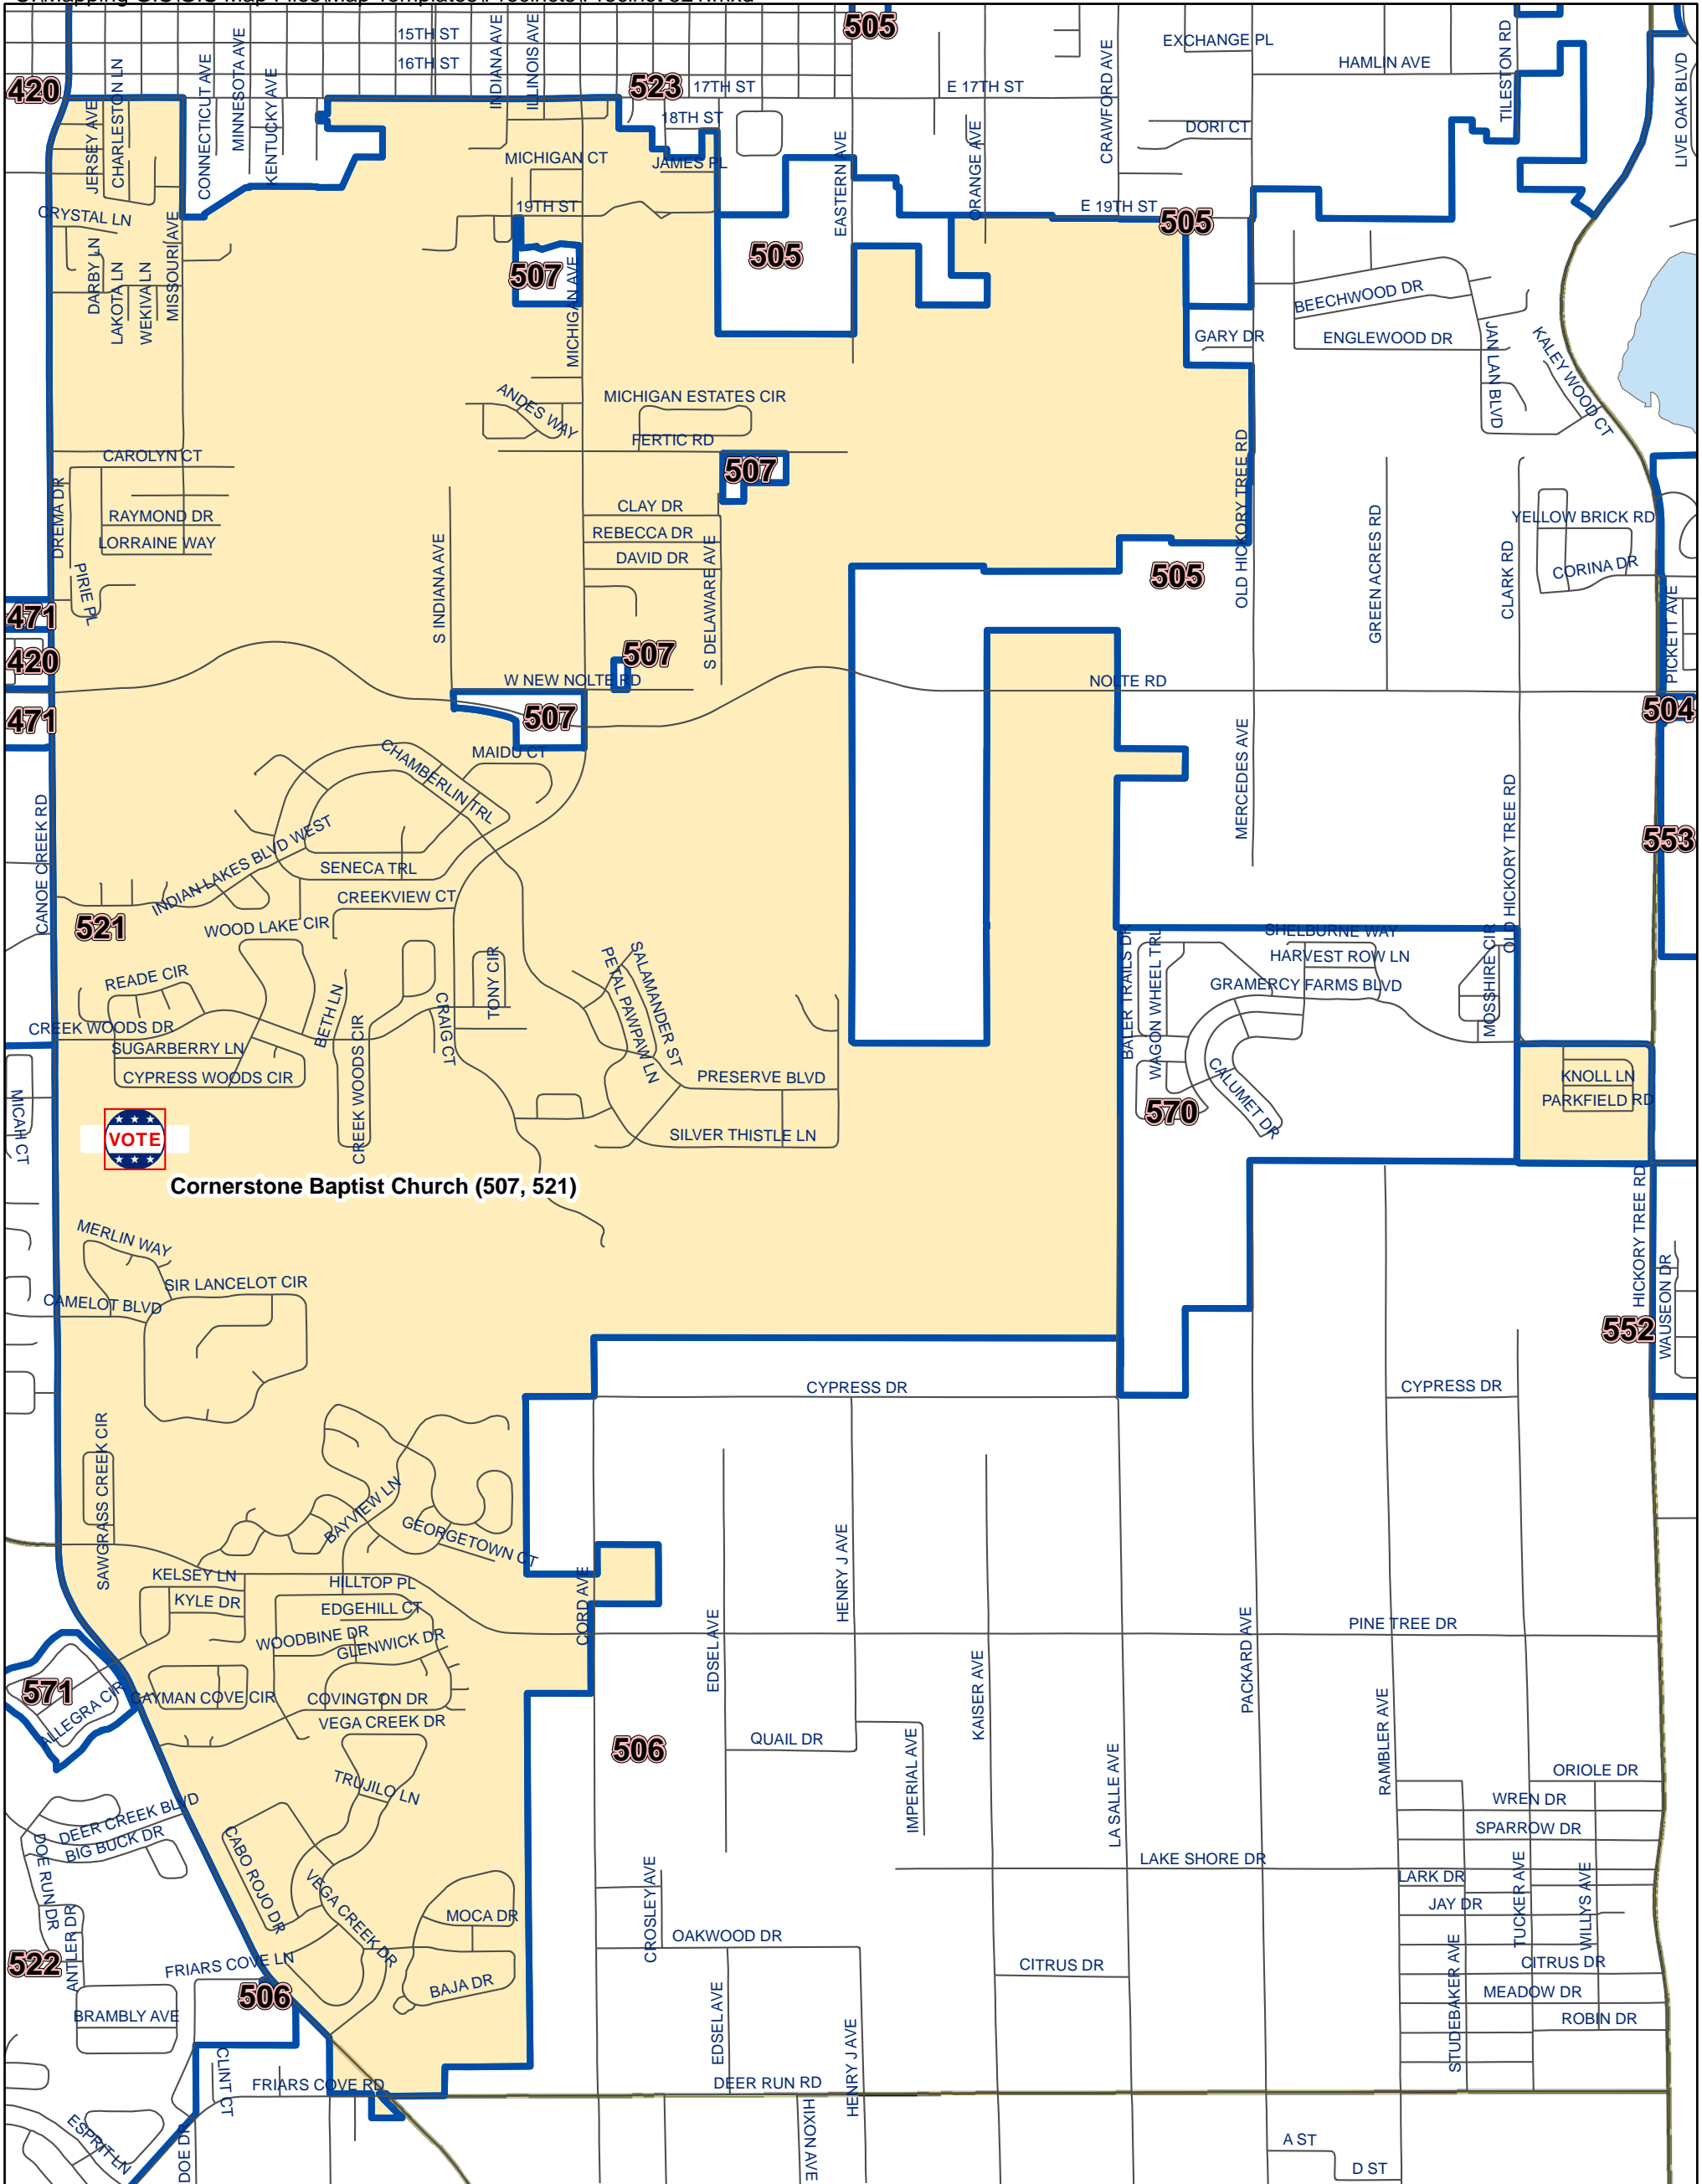 505
15TH ST
16TH ST
INDIANA AVE
ILLINOIS AVE
EXCHANGE PL
HAMLIN AVE
TILESTON RD
LIVE OAK BLVD
420
523
17TH ST
E 17TH ST
18TH ST
DORI CT
CRAWFORD AVE
JERSEY AVE
CHARLESTON LN
CONNECTICUT AVE
MINNESOTA AVE
KENTUCKY AVE
MICHIGAN CT
JAMES PL
EASTERN AVE
ORANGE AVE
CRYSTAL LN
19TH ST
E 19TH ST
505
505
507
DARBY LN
LAKOTA LN
WEKIVA LN
MISSOURI AVE
MICHIGAN AVE
BEECHWOOD DR
GARY DR
ENGLEWOOD DR
JAN LAN BLVD
KALEY WOOD CT
ANDES WAY
MICHIGAN ESTATES CIR
FERTIC RD
CAROLYN CT
507
OLD HICKORY TREE RD
DREMA DR
RAYMOND DR
LORRAINE WAY
CLAY DR
REBECCA DR
DAVID DR
YELLOW BRICK RD
CORINA DR
GREEN ACRES RD
CLARK RD
PIRIE PL
S INDIANA AVE
S DELAWARE AVE
505
PICKETT AVE
471
420
507
W NEW NOLTE RD
NOLTE RD
471
507
504
MAIDU CT
CHAMBERLIN TRL
MERCEDES AVE
CANOE CREEK RD
INDIAN LAKES BLVD WEST
SENECA TRL
553
OLD HICKORY TREE RD
CREEKVIEW CT
521
WOOD LAKE CIR
SHELBURNE WAY
HARVEST ROW LN
GRAMERCY FARMS BLVD
MOSSHIRE CIR
BALER TRAILS DR
WAGON WHEEL TRL
READE CIR
TONY CIR
PETAL PAWPAW LN
SALAMANDER ST
CREEK WOODS DR
BETH LN
CRAIG CT
SUGARBERRY LN
CYPRESS WOODS CIR
CREEK WOODS CIR
PRESERVE BLVD
CALUMET DR
KNOLL LN
PARKFIELD RD
570
MICAH CT
VOTE
SILVER THISTLE LN
Cornerstone Baptist Church (507, 521)
HICKORY TREE RD
MERLIN WAY
SIR LANCELOT CIR
CAMELOT BLVD
552
WAUSEON DR
CYPRESS DR
CYPRESS DR
SAWGRASS CREEK CIR
BAYVIEW LN
GEORGETOWN CT
HENRY J AVE
KELSEY LN
HILLTOP PL
KYLE DR
EDGEHILL CT
CORD AVE
WOODBINE DR
GLENWICK DR
PINE TREE DR
EDSEL AVE
KAISER AVE
PACKARD AVE
571
ALLEGRA CIR
CAYMAN COVE CIR
COVINGTON DR
VEGA CREEK DR
506
QUAIL DR
IMPERIAL AVE
LA SALLE AVE
RAMBLER AVE
ORIOLE DR
TRUJILO LN
WREN DR
DEER CREEK BLVD
BIG BUCK DR
SPARROW DR
CABO ROJO DR
DOE RUN DR
LAKE SHORE DR
LARK DR
VEGA CREEK DR
CROSLEY AVE
JAY DR
TUCKER AVE
WILLYS AVE
MOCA DR
ANTLER DR
OAKWOOD DR
522
FRIARS COVE LN
506
BAJA DR
CITRUS DR
CITRUS DR
BRAMBLY AVE
MEADOW DR
ROBIN DR
STUDEBAKER AVE
EDSEL AVE
HENRY J AVE
CLINT CT
FRIARS COVE RD
DEER RUN RD
ESPRIT LN
DOE DR
HIXON AVE
A ST
D ST